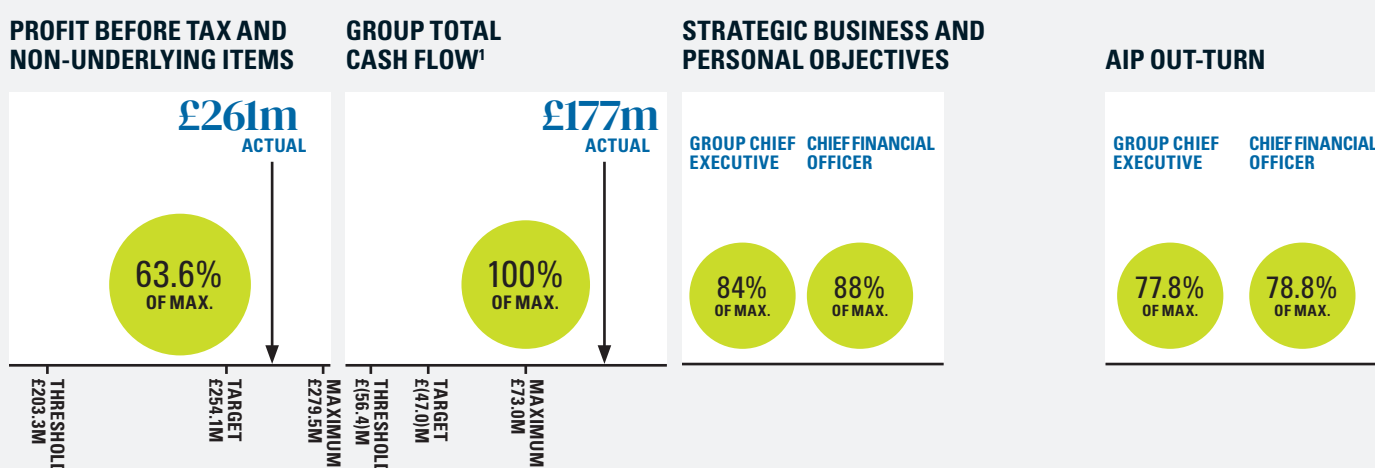 PROFIT BEFORE TAX AND
NON-UNDERLYING ITEMS
£261m
ACTUAL
63.6%
OF MAX.
THRESHOLD
£203.3M
TARGET
£254.1M
MAXIMUM
£279.5M
GROUP TOTAL
CASH FLOW¹
£177m
ACTUAL
100%
OF MAX.
THRESHOLD
£(56.4)M
TARGET
£(47.0)M
MAXIMUM
£73.0M
STRATEGIC BUSINESS AND
PERSONAL OBJECTIVES
GROUP CHIEF
EXECUTIVE
84%
OF MAX.
CHIEF FINANCIAL
OFFICER
88%
OF MAX.
AIP OUT-TURN
GROUP CHIEF
EXECUTIVE
77.8%
OF MAX.
CHIEF FINANCIAL
OFFICER
78.8%
OF MAX.